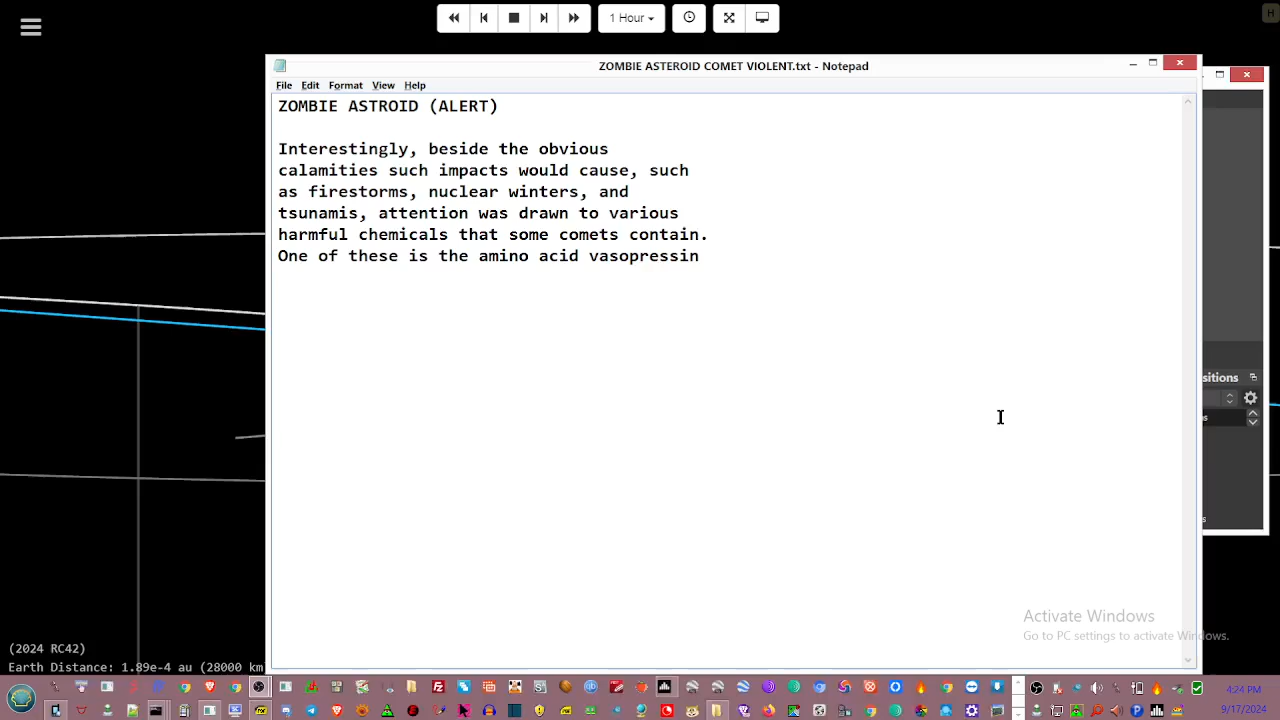 1 Hour
H
ZOMBIE ASTEROID COMET VIOLENT.txt - Notepad
File Edit Format View Help
ZOMBIE ASTROID (ALERT)
Interestingly, beside the obvious
calamities such impacts would cause, such
as firestorms, nuclear winters, and
tsunamis, attention was drawn to various
harmful chemicals that some comets contain.
One of these is the amino acid vasopressin
sitions
s
s
Activate Windows
Go to PC settings to activate Windows.
(2024 RC42)
Earth Distance: 1.89e-4 au (28000 km
4:24 PM
9/17/2024